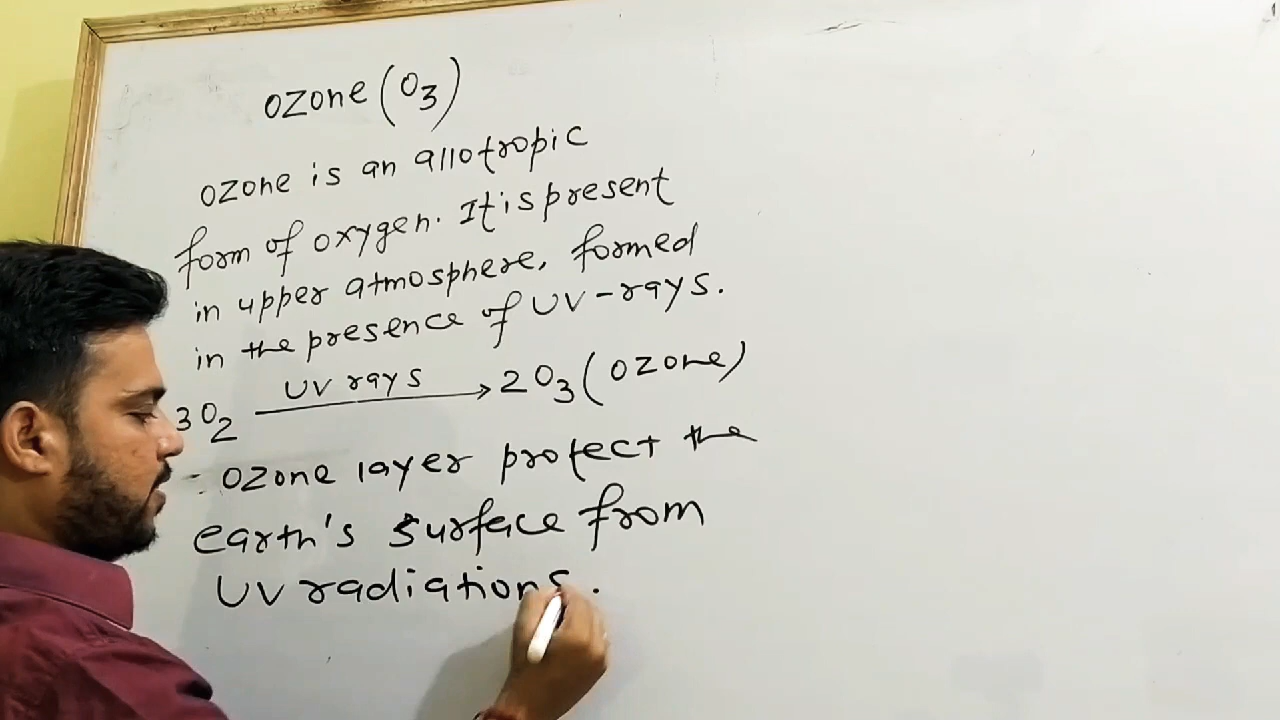 ozone (O3)
ozone is an allotropic
form of oxygen. It is present
in upper atmosphere, formed
in the presence of UV-rays.
3O2 UV rays → 2O3 (ozone)
ozone layer protect the
earth's surface from
UV radiations.